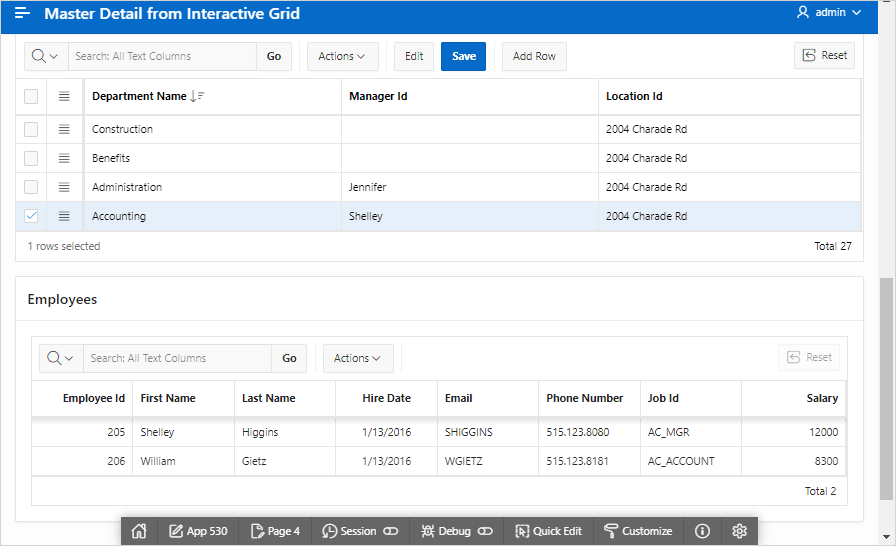 Master Detail from Interactive Grid admin
Search: All Text Columns Go Actions Edit Save Add Row Reset
Department Name Manager Id Location Id
Construction 2004 Charade Rd
Benefits 2004 Charade Rd
Administration Jennifer 2004 Charade Rd
Accounting Shelley 2004 Charade Rd
1 rows selected Total 27
Employees
Search: All Text Columns Go Actions Reset
Employee Id First Name Last Name Hire Date Email Phone Number Job Id Salary
205 Shelley Higgins 1/13/2016 SHIGGINS 515.123.8080 AC_MGR 12000
206 William Gietz 1/13/2016 WGIETZ 515.123.8181 AC_ACCOUNT 8300
Total 2
App 530 Page 4 Session Debug Quick Edit Customize